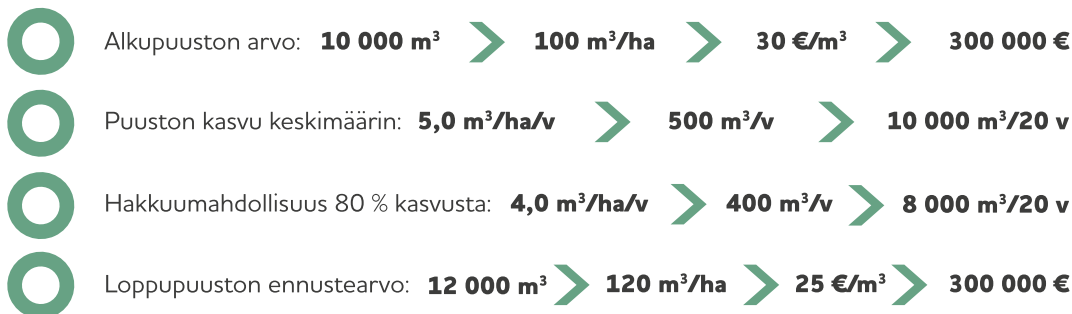 Alkupuuston arvo: 10 000 m³ 100 m³/ha 30 €/m³ 300 000 €
Puuston kasvu keskimäärin: 5,0 m³/ha/v 500 m³/v 10 000 m³/20 v
Hakkuumahdollisuus 80 % kasvusta: 4,0 m³/ha/v 400 m³/v 8 000 m³/20 v
Loppupuuston ennustearvo: 12 000 m³ 120 m³/ha 25 €/m³ 300 000 €